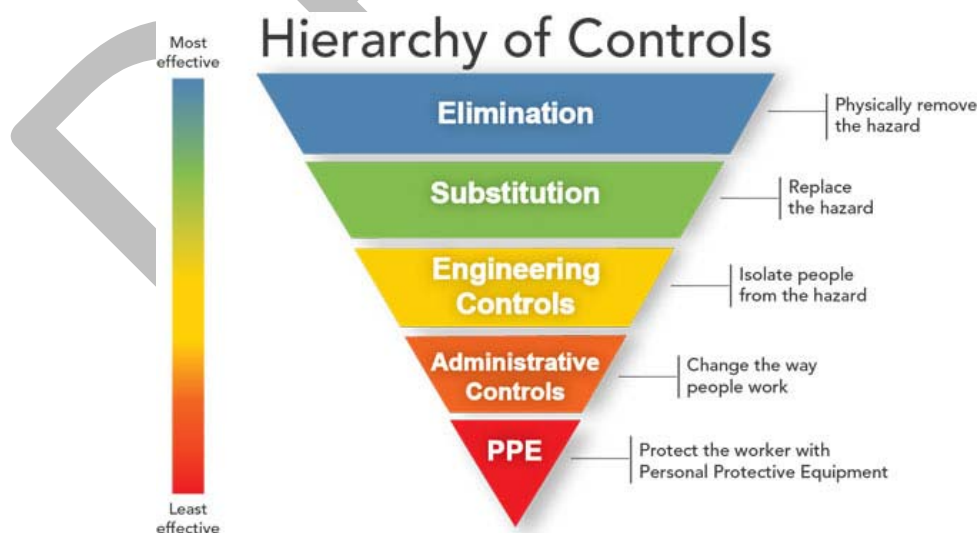 Hierarchy of Controls
Most
effective
Elimination
Physically remove
the hazard
Substitution
Replace
the hazard
Engineering
Controls
Isolate people
from the hazard
Administrative
Controls
Change the way
people work
PPE
Protect the worker with
Personal Protective Equipment
Least
effective